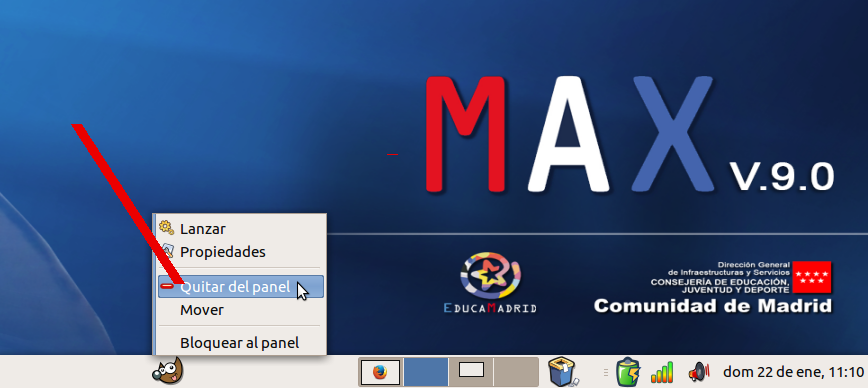 MAX
V.9.0
Lanzar
Propiedades
Quitar del panel
Mover
Bloquear al panel
EDUCAMADRID
Dirección General
de Infraestructuras y Servicios
CONSEJERÍA DE EDUCACIÓN,
JUVENTUD Y DEPORTE
Comunidad de Madrid
dom 22 de ene, 11:10